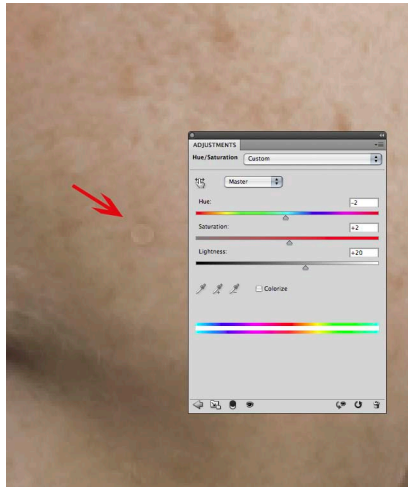 ADJUSTMENTS
Hue/Saturation Custom
Master
Hue: -2
Saturation: +2
Lightness: +20
Colorize